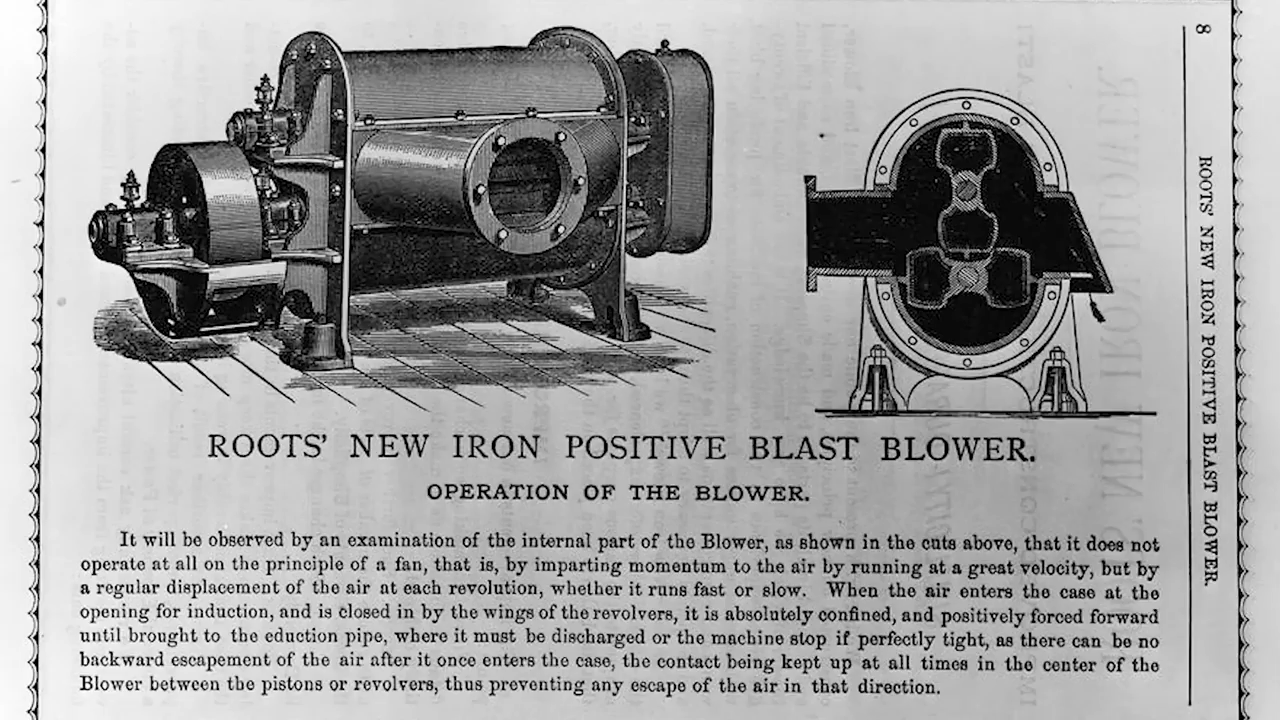 ROOTS' NEW IRON POSITIVE BLAST BLOWER.
OPERATION OF THE BLOWER.
It will be observed by an examination of the internal part of the Blower, as shown in the cuts above, that it does not
operate at all on the principle of a fan, that is, by imparting momentum to the air by running at a great velocity, but by
a regular displacement of the air at each revolution, whether it runs fast or slow. When the air enters the case at the
opening for induction, and is closed in by the wings of the revolvers, it is absolutely confined, and positively forced forward
until brought to the eduction pipe, where it must be discharged or the machine stop if perfectly tight, as there can be no
backward escapement of the air after it once enters the case, the contact being kept up at all times in the center of the
Blower between the pistons or revolvers, thus preventing any escape of the air in that direction.
8
ROOTS' NEW IRON POSITIVE BLAST BLOWER.